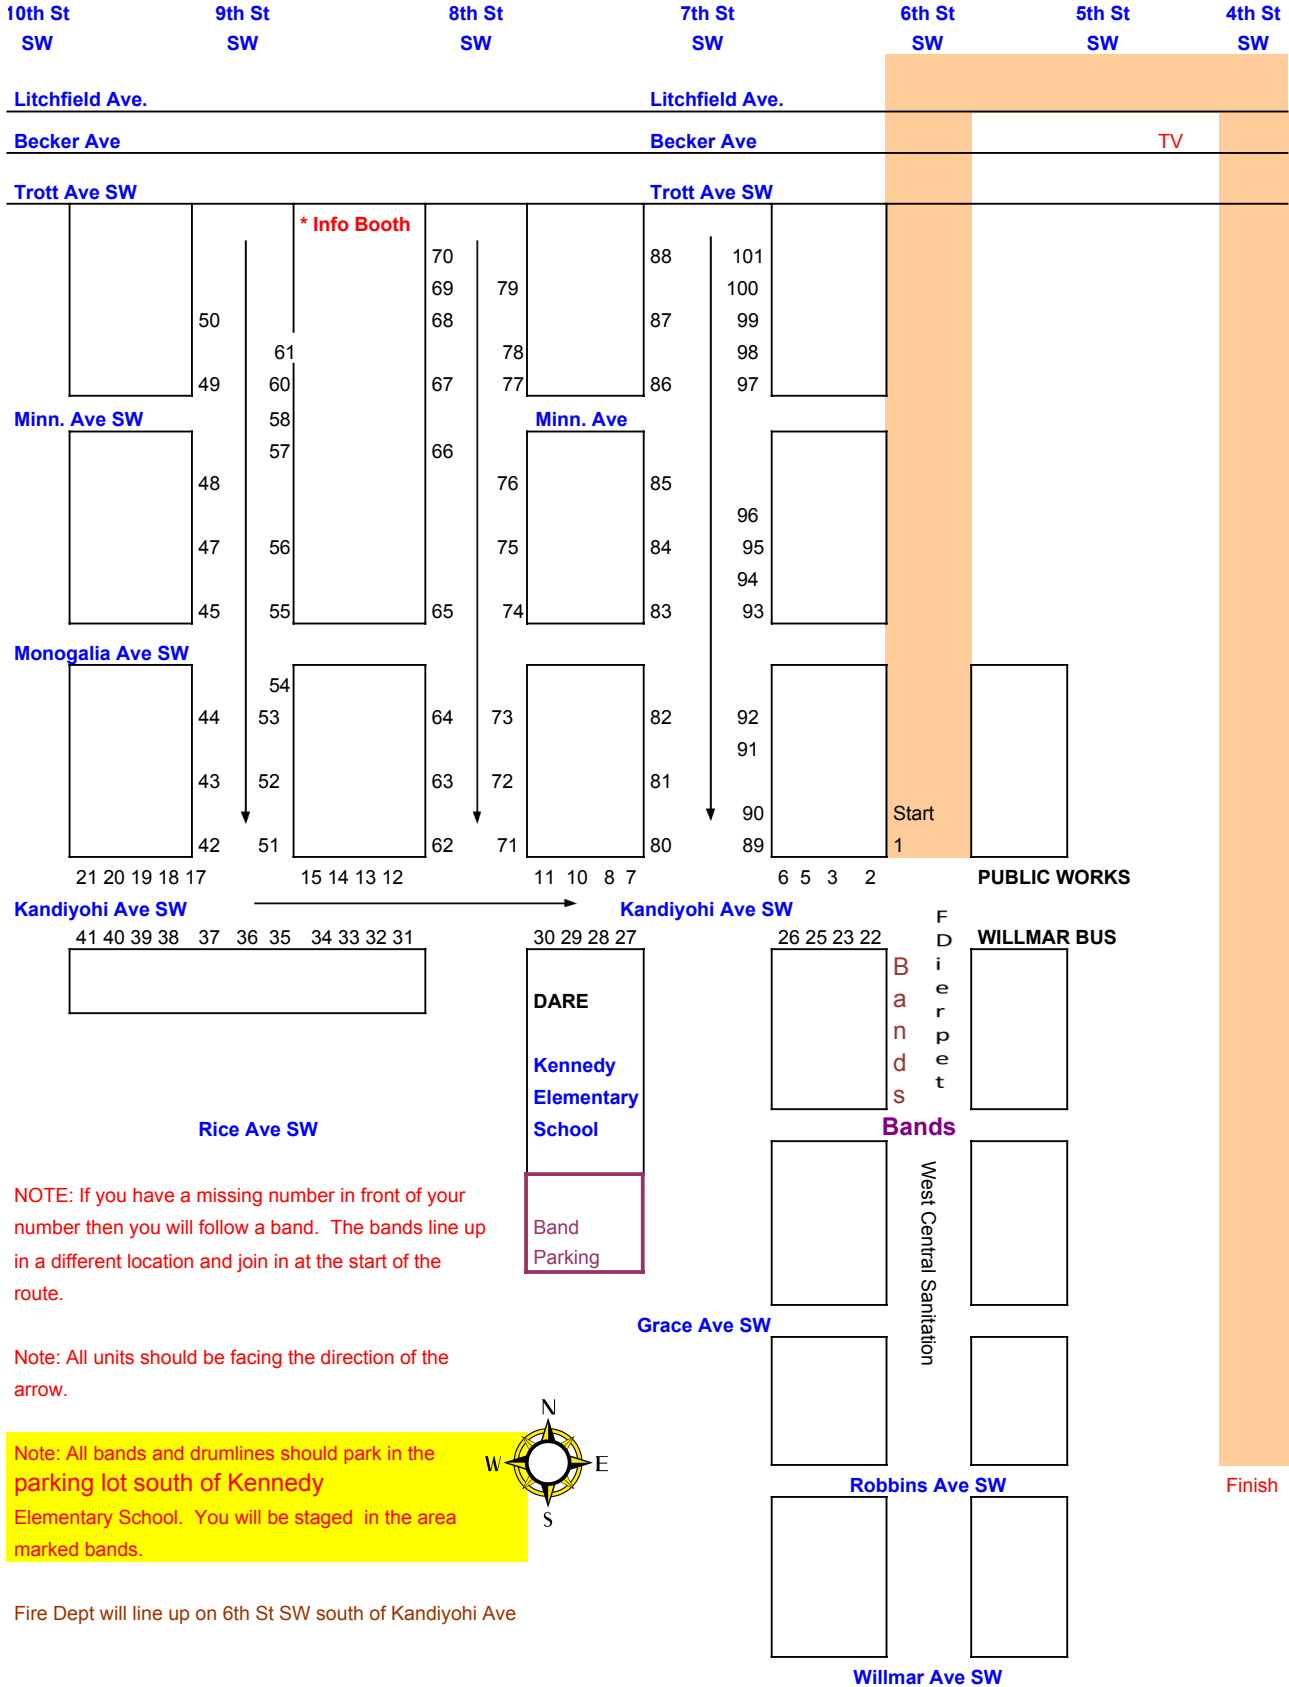 10th St 9th St 8th St 7th St 6th St 5th St 4th St
SW SW SW SW SW SW SW
Litchfield Ave. Litchfield Ave.
Becker Ave Becker Ave TV
Trott Ave SW Trott Ave SW
* Info Booth
70 88 101
69 79 100
50 68 87 99
61 78 98
49 60 67 77 86 97
58
Minn. Ave SW Minn. Ave
57 66
48 76 85
96
47 56 75 84 95
94
45 55 65 74 83 93
Monogalia Ave SW
54
44 53 64 73 82 92
91
43 52 63 72 81
90 Start
42 51 62 71 80 89 1
21 20 19 18 17 15 14 13 12 11 10 8 7 6 5 3 2 PUBLIC WORKS
Kandiyohi Ave SW Kandiyohi Ave SW
41 40 39 38 37 36 35 34 33 32 31 30 29 28 27 26 25 23 22 WILLMAR BUS
Bands
F
Dierpet
DARE
Kennedy
Elementary
School
Rice Ave SW
Bands
West Central Sanitation
NOTE: If you have a missing number in front of your
number then you will follow a band. The bands line up
in a different location and join in at the start of the
route.
Band
Parking
Grace Ave SW
Note: All units should be facing the direction of the
arrow.
N
W E
S
Note: All bands and drumlines should park in the
parking lot south of Kennedy
Elementary School. You will be staged in the area
marked bands.
Robbins Ave SW Finish
Fire Dept will line up on 6th St SW south of Kandiyohi Ave
Willmar Ave SW